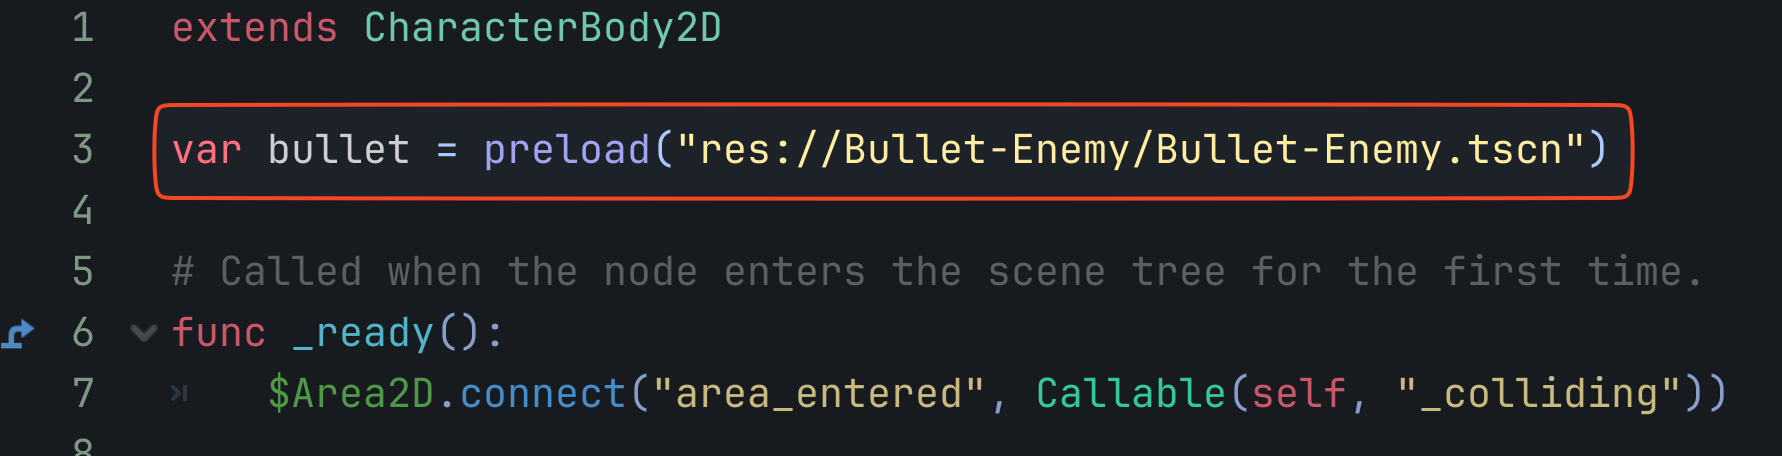 1 extends CharacterBody2D
2
3 var bullet = preload("res://Bullet-Enemy/Bullet-Enemy.tscn")
4
5 # Called when the node enters the scene tree for the first time.
6 func _ready():
7 $Area2D.connect("area_entered", Callable(self, "_colliding"))
8